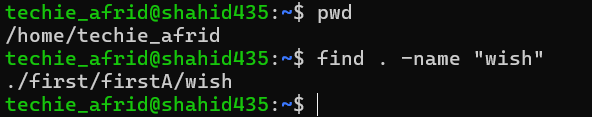 techie_afrid@shahid435:~$ pwd
/home/techie_afrid
techie_afrid@shahid435:~$ find . -name "wish"
./first/firstA/wish
techie_afrid@shahid435:~$